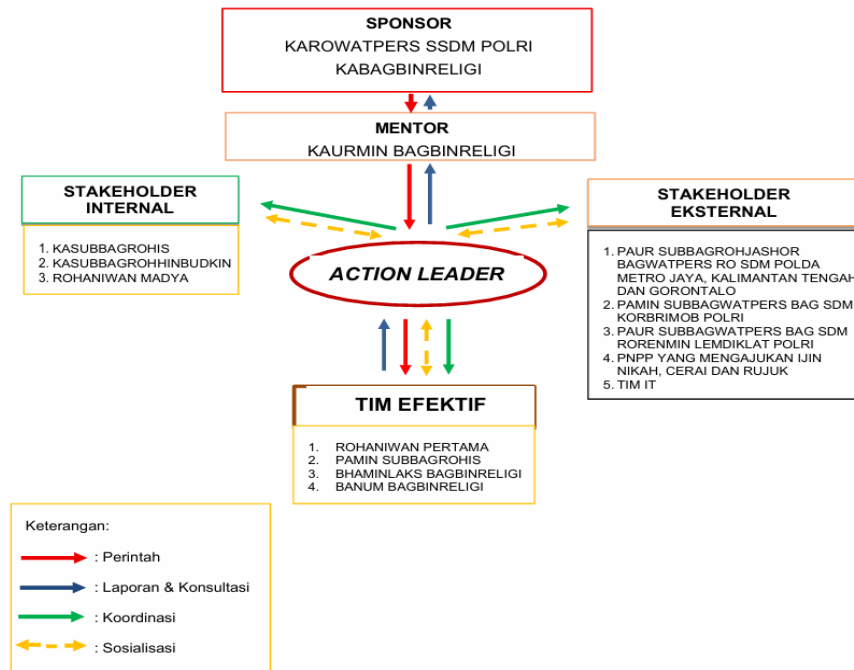 SPONSOR
KAROWATPERS SSDM POLRI
KABAGBINRELIGI
MENTOR
KAURMIN BAGBINRELIGI
STAKEHOLDER
INTERNAL
1. KASUBBAGROHIS
2. KASUBBAGROHHINBUDKIN
3. ROHANIWAN MADYA
STAKEHOLDER
EKSTERNAL
1. PAUR SUBBAGROHJASHOR
BAGWATPERS RO SDM POLDA
METRO JAYA, KALIMANTAN TENGAH
DAN GORONTALO
2. PAMIN SUBBAGWATPERS BAG SDM
KORBRIMOB POLRI
3. PAUR SUBBAGWATPERS BAG SDM
RORENMIN LEMDIKLAT POLRI
4. PNPP YANG MENGAJUKAN IJIN
NIKAH, CERAI DAN RUJUK
5. TIM IT
ACTION LEADER
TIM EFEKTIF
1. ROHANIWAN PERTAMA
2. PAMIN SUBBAGROHIS
3. BHAMINLAKS BAGBINRELIGI
4. BANUM BAGBINRELIGI
Keterangan:
: Perintah
: Laporan & Konsultasi
: Koordinasi
: Sosialisasi